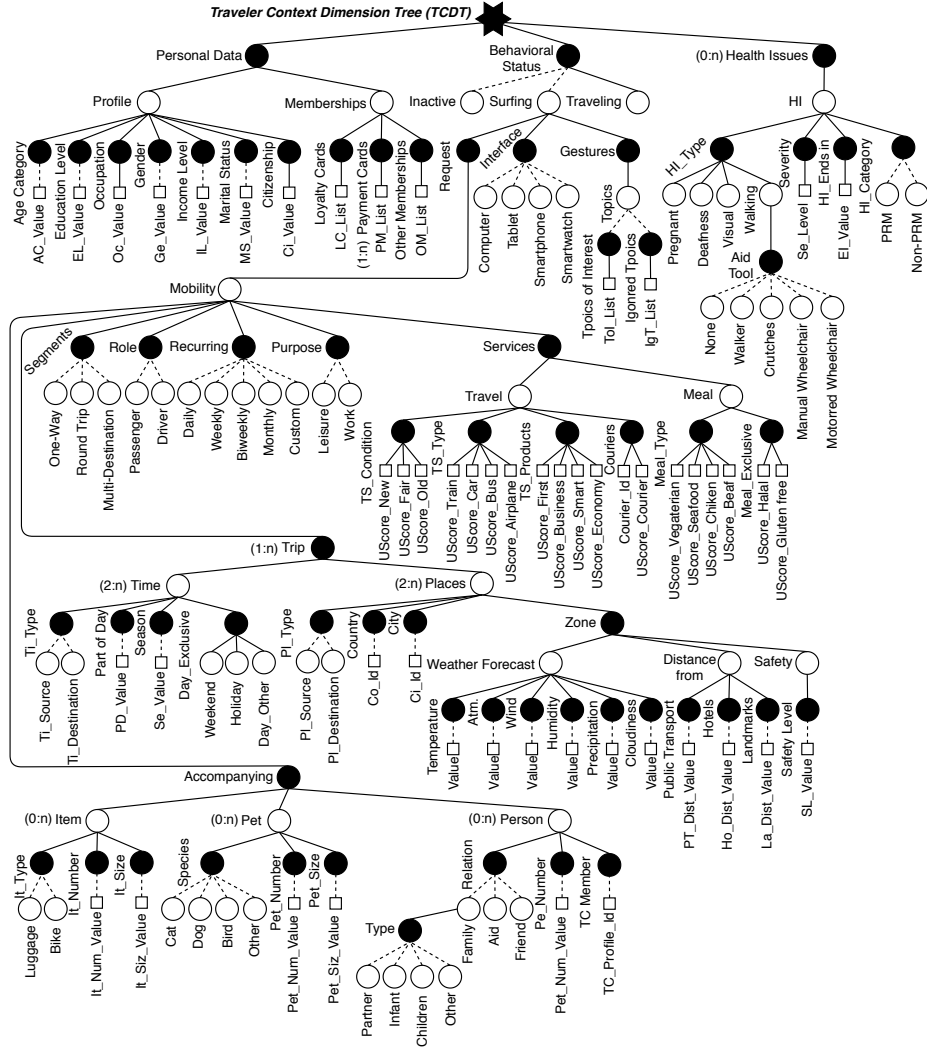 Traveler Context Dimension Tree (TCDT)
Personal Data
Behavioral
Status
(0:n) Health Issues
Profile
Memberships
Inactive
Surfing
Traveling
HI
Age Category
AC_Value
Education Level
EL_Value
Occupation
Oc_Value
Gender
Ge_Value
Income Level
IL_Value
Marital Status
MS_Value
Citizenship
Ci_Value
Loyalty Cards
LC_List
(1:n) Payment Cards
PM_List
Other Memberships
OM_List
Request
Interface
Computer
Tablet
Smartphone
Smartwatch
Gestures
Topics
Tpoics of Interest
ToI_List
Igonred Tpoics
IgT_List
HI_Type
Pregnant
Deafness
Visual
Walking
Aid
Tool
None
Walker
Crutches
Manual Wheelchair
Motorred Wheelchair
Severity
Se_Level
HI_Ends in
EI_Value
HI_Category
PRM
Non-PRM
Mobility
Segments
One-Way
Round Trip
Multi-Destination
Role
Passenger
Driver
Recurring
Daily
Weekly
Biweekly
Monthly
Custom
Purpose
Leisure
Work
Services
Travel
Meal
TS_Condition
UScore_New
UScore_Fair
UScore_Old
TS_Type
UScore_Train
UScore_Car
UScore_Bus
UScore_Airplane
TS_Products
UScore_First
UScore_Business
UScore_Smart
UScore_Economy
Couriers
Courier_Id
UScore_Courier
Meal_Type
UScore_Vegaterian
UScore_Seafood
UScore_Chiken
UScore_Beaf
Meal_Exclusive
UScore_Halal
UScore_Gluten free
(1:n) Trip
(2:n) Time
(2:n) Places
Ti_Type
Ti_Source
Ti_Destination
Part of Day
PD_Value
Season
Se_Value
Day_Exclusive
Weekend
Holiday
Day_Other
Pl_Type
Pl_Source
Pl_Destination
Country
Co_Id
City
Ci_Id
Zone
Weather Forecast
Distance
from
Safety
Temperature
Value
Atm.
Value
Wind
Value
Humidity
Value
Precipitation
Value
Cloudiness
Value
Public Transport
PT_Dist_Value
Hotels
Ho_Dist_Value
Landmarks
La_Dist_Value
Safety Level
SL_Value
Accompanying
(0:n) Item
(0:n) Pet
(0:n) Person
It_Type
Luggage
Bike
It_Number
It_Num_Value
It_Size
It_Siz_Value
Species
Cat
Dog
Bird
Other
Pet_Number
Pet_Num_Value
Pet_Size
Pet_Siz_Value
Relation
Family
Aid
Friend
Type
Partner
Infant
Children
Other
Pe_Number
Pet_Num_Value
TC Member
TC_Profile_Id